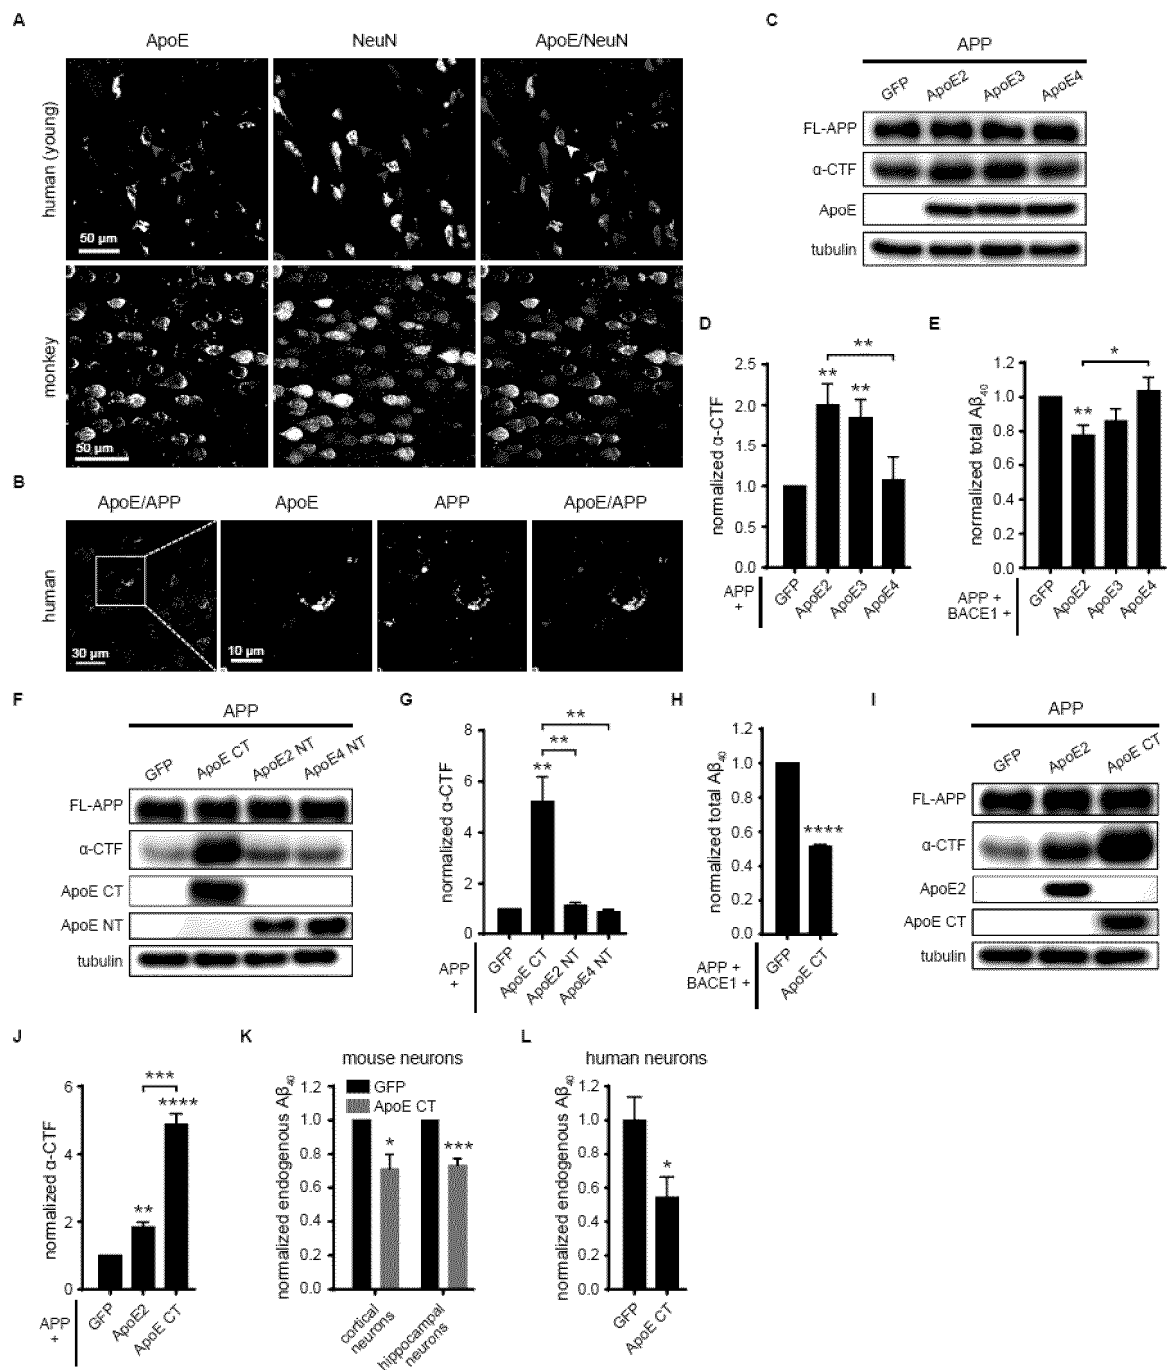 A
ApoE NeuN ApoE/NeuN
human (young)
50 µm
monkey
50 µm
B
ApoE/APP ApoE APP ApoE/APP
human
30 µm 10 µm
C
APP
GFP ApoE2 ApoE3 ApoE4
FL-APP
α-CTF
ApoE
tubulin
D
normalized α-CTF
2.5
2.0
1.5
1.0
0.5
0.0
** ** **
APP + GFP ApoE2 ApoE3 ApoE4
E
normalized total Aβ40
1.2
1.0
0.8
0.6
0.4
0.2
0.0
** *
APP + BACE1 + GFP ApoE2 ApoE3 ApoE4
F
APP
GFP ApoE CT ApoE2 NT ApoE4 NT
FL-APP
α-CTF
ApoE CT
ApoE NT
tubulin
G
normalized α-CTF
8
6
4
2
0
** ** **
APP + GFP ApoE CT ApoE2 NT ApoE4 NT
H
normalized total Aβ40
1.2
1.0
0.8
0.6
0.4
0.2
0.0
****
APP + BACE1 + GFP ApoE CT
I
APP
GFP ApoE2 ApoE CT
FL-APP
α-CTF
ApoE2
ApoE CT
tubulin
J
normalized α-CTF
6
4
2
0
** *** ****
APP + GFP ApoE2 ApoE CT
K
mouse neurons
normalized endogenous Aβ40
1.2
1.0
0.8
0.6
0.4
0.2
0.0
GFP
ApoE CT
* ***
cortical neurons hippocampal neurons
L
human neurons
normalized endogenous Aβ40
1.2
1.0
0.8
0.6
0.4
0.2
0.0
*
GFP ApoE CT